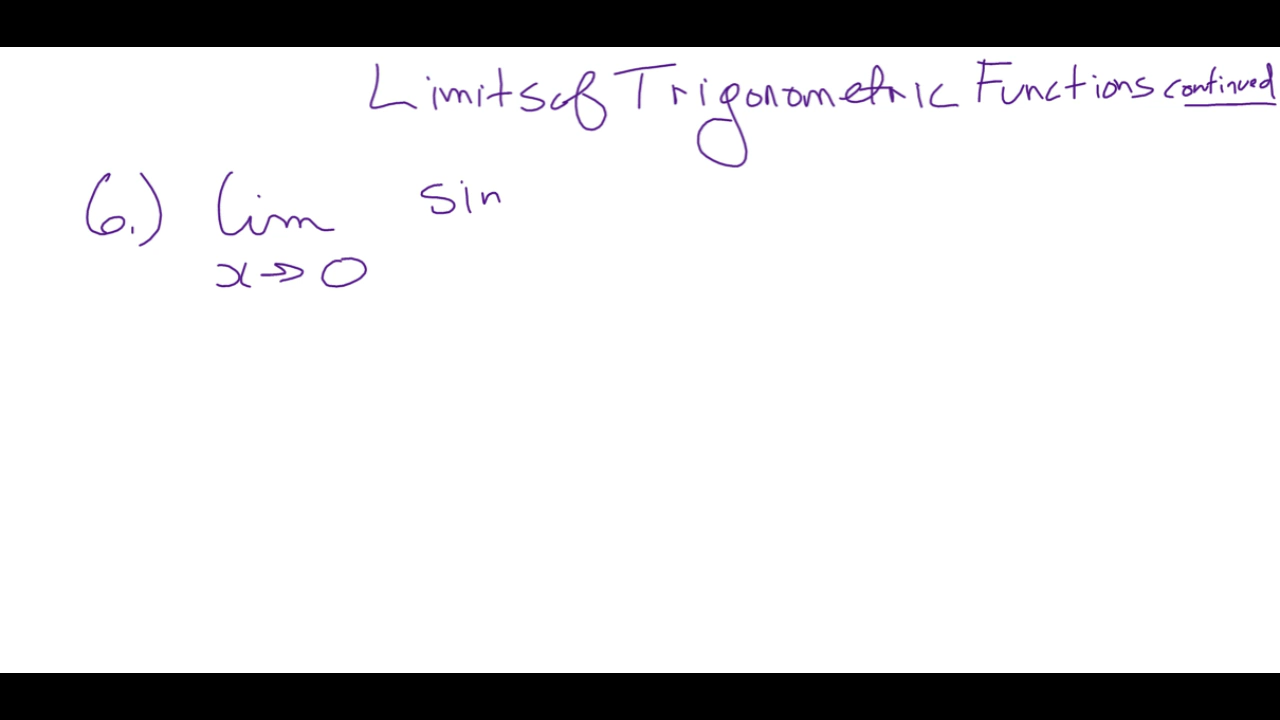 Limits of Trigonometric Functions continued
6.) lim sin
x → 0